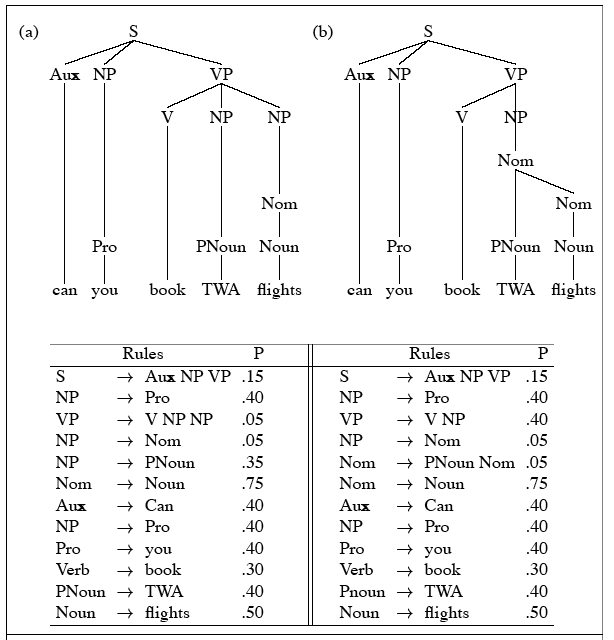 (a) S (b) S
Aux NP VP Aux NP VP
V NP NP V NP
Nom
Nom Nom
Pro PNoun Noun Pro PNoun Noun
can you book TWA flights can you book TWA flights
Rules P Rules P
S → Aux NP VP .15 S → Aux NP VP .15
NP → Pro .40 NP → Pro .40
VP → V NP NP .05 VP → V NP .40
NP → Nom .05 NP → Nom .05
NP → PNoun .35 Nom → PNoun Nom .05
Nom → Noun .75 Nom → Noun .75
Aux → Can .40 Aux → Can .40
NP → Pro .40 NP → Pro .40
Pro → you .40 Pro → you .40
Verb → book .30 Verb → book .30
PNoun → TWA .40 Pnoun → TWA .40
Noun → flights .50 Noun → flights .50